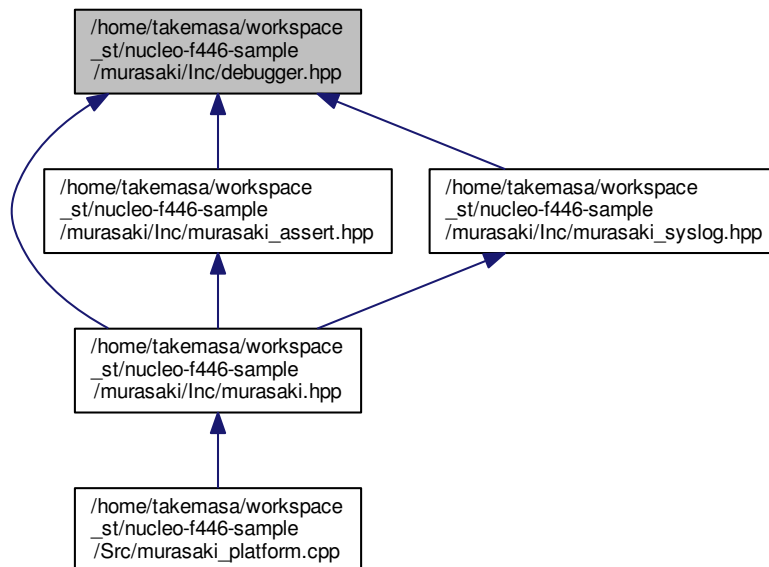 /home/takemasa/workspace
_st/nucleo-f446-sample
/murasaki/Inc/debugger.hpp
/home/takemasa/workspace
_st/nucleo-f446-sample
/murasaki/Inc/murasaki_assert.hpp
/home/takemasa/workspace
_st/nucleo-f446-sample
/murasaki/Inc/murasaki_syslog.hpp
/home/takemasa/workspace
_st/nucleo-f446-sample
/murasaki/Inc/murasaki.hpp
/home/takemasa/workspace
_st/nucleo-f446-sample
/Src/murasaki_platform.cpp